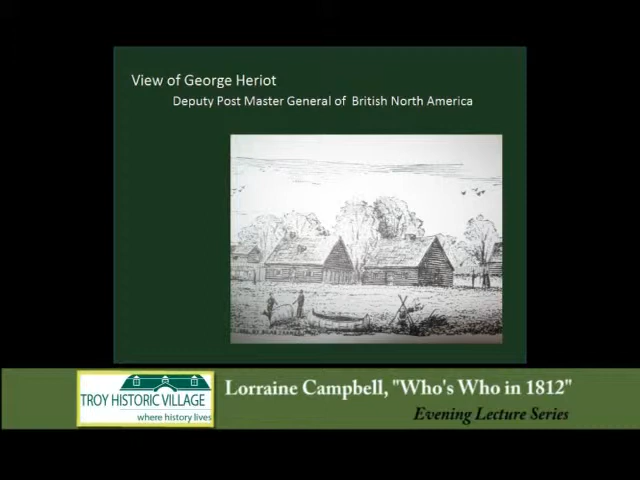 View of George Heriot
Deputy Post Master General of British North America
TROY HISTORIC VILLAGE
where history lives
Lorraine Campbell, "Who's Who in 1812"
Evening Lecture Series